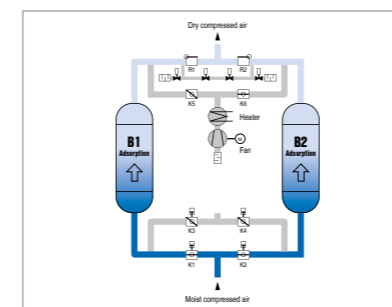 Dry compressed air
R1
R2
K5
K6
Heater
M
Fan
B1
Adsorption
B2
Adsorption
K3
K4
K1
K2
Moist compressed air